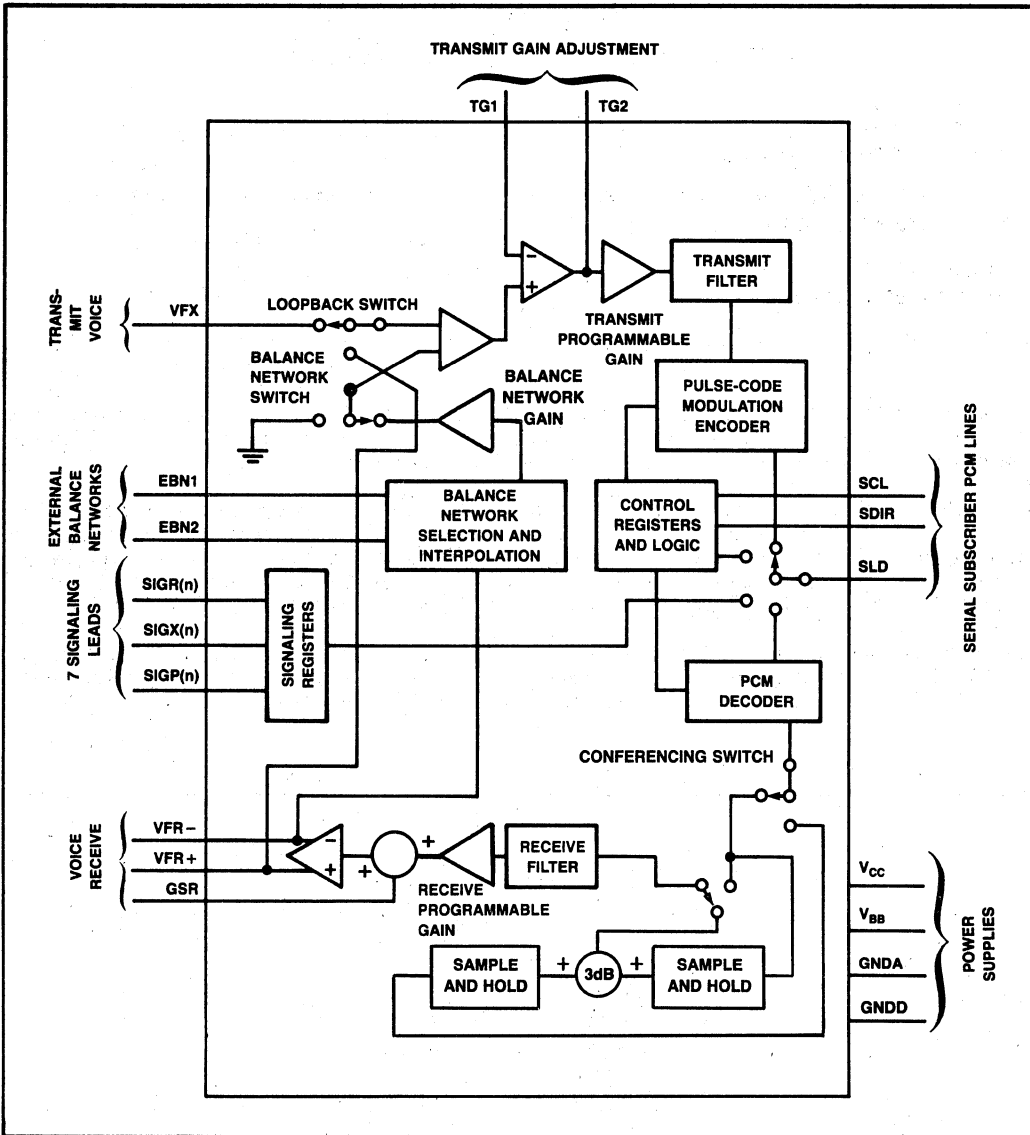 TRANSMIT GAIN ADJUSTMENT
TG1
TG2
−
+
TRANSMIT
FILTER
TRANS-
MIT
VOICE
VFX
LOOPBACK SWITCH
TRANSMIT
PROGRAMMABLE
GAIN
BALANCE
NETWORK
SWITCH
BALANCE
NETWORK
GAIN
PULSE-CODE
MODULATION
ENCODER
EXTERNAL
BALANCE
NETWORKS
EBN1
EBN2
BALANCE
NETWORK
SELECTION AND
INTERPOLATION
CONTROL
REGISTERS
AND LOGIC
SCL
SDIR
SLD
SERIAL SUBSCRIBER PCM LINES
7 SIGNALING
LEADS
SIGR(n)
SIGX(n)
SIGP(n)
SIGNALING
REGISTERS
PCM
DECODER
CONFERENCING SWITCH
VOICE
RECEIVE
VFR−
VFR+
GSR
−
+
+
+
RECEIVE
PROGRAMMABLE
GAIN
RECEIVE
FILTER
SAMPLE
AND HOLD
+
3dB
+
SAMPLE
AND HOLD
VCC
VBB
GNDA
GNDD
POWER
SUPPLIES